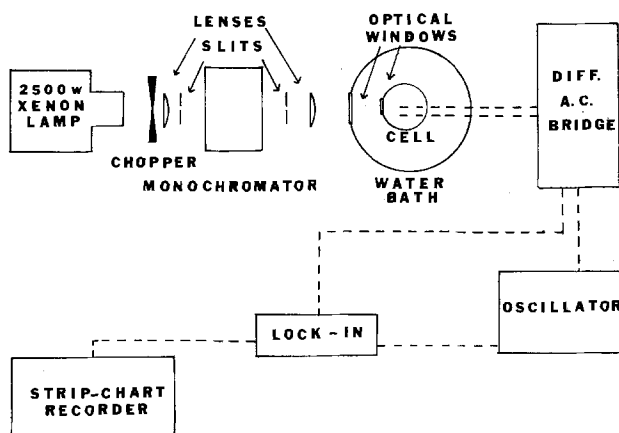 LENSES
SLITS
OPTICAL
WINDOWS
2500 w
XENON
LAMP
DIFF.
A.C.
BRIDGE
CHOPPER
CELL
MONOCHROMATOR
WATER
BATH
OSCILLATOR
LOCK-IN
STRIP-CHART
RECORDER